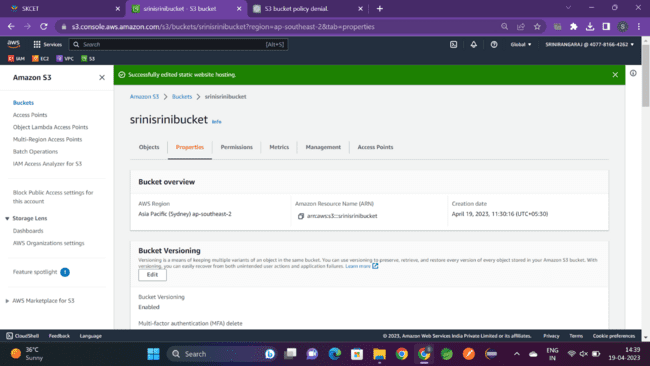 SKCET
srinisrinibucket - S3 bucket
S3 bucket policy denial.
s3.console.aws.amazon.com/s3/buckets/srinisrinibucket?region=ap-southeast-2&tab=properties
aws
Services
Search
[Alt+S]
Global
SRINIRANGARAJ @ 4077-8166-4262
IAM
EC2
VPC
S3
Amazon S3
Buckets
Access Points
Object Lambda Access Points
Multi-Region Access Points
Batch Operations
IAM Access Analyzer for S3
Block Public Access settings for
this account
Storage Lens
Dashboards
AWS Organizations settings
Feature spotlight 1
AWS Marketplace for S3
Successfully edited static website hosting.
Amazon S3 > Buckets > srinisrinibucket
srinisrinibucket Info
Objects
Properties
Permissions
Metrics
Management
Access Points
Bucket overview
AWS Region
Asia Pacific (Sydney) ap-southeast-2
Amazon Resource Name (ARN)
arn:aws:s3:::srinisrinibucket
Creation date
April 19, 2023, 11:30:16 (UTC+05:30)
Bucket Versioning
Versioning is a means of keeping multiple variants of an object in the same bucket. You can use versioning to preserve, retrieve, and restore every version of every object stored in your Amazon S3 bucket. With
versioning, you can easily recover from both unintended user actions and application failures. Learn more
Edit
Bucket Versioning
Enabled
Multi-factor authentication (MFA) delete
CloudShell
Feedback
Language
© 2023, Amazon Web Services India Private Limited or its affiliates.
Privacy
Terms
Cookie preferences
36°C
Sunny
Search
ENG
IN
14:39
19-04-2023